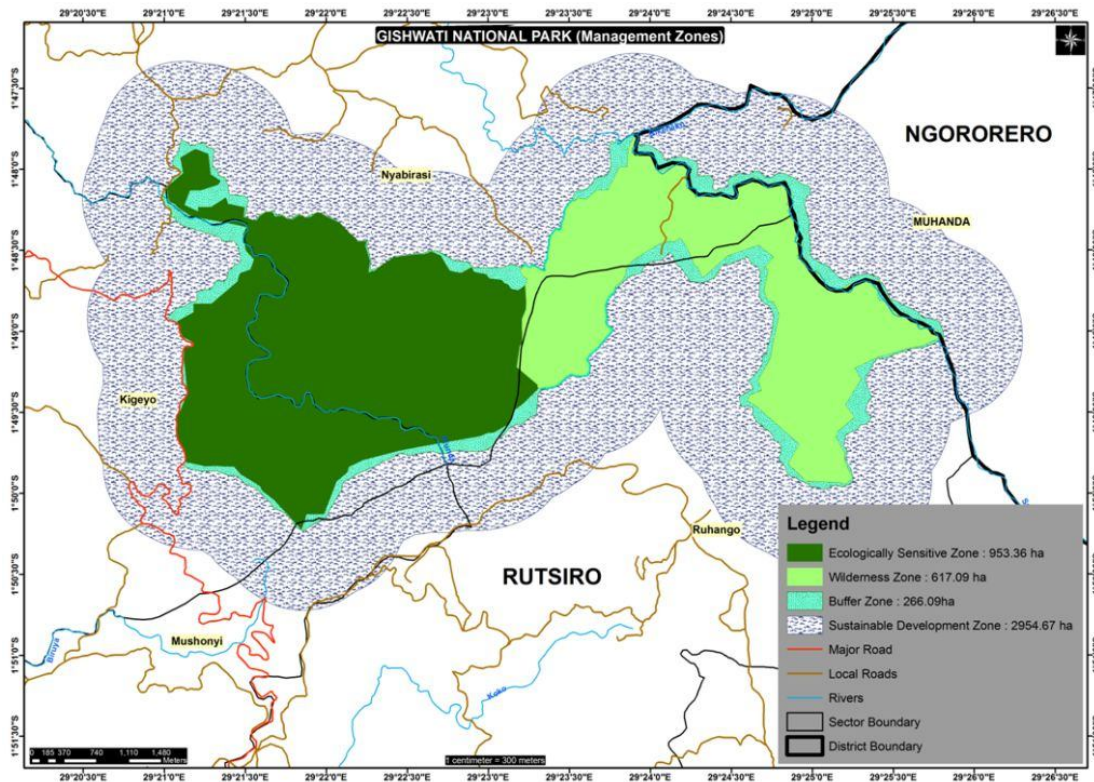 29°20'30"E 29°21'0"E 29°21'30"E 29°22'0"E 29°22'30"E 29°23'0"E 29°23'30"E 29°24'0"E 29°24'30"E 29°25'0"E 29°25'30"E 29°26'0"E 29°26'30"E
GISHWATI NATIONAL PARK (Management Zones)
1°47'30"S
NGORORERO
1°48'0"S
Nyabirasi
MUHANDA
1°48'30"S
1°49'0"S
Kigeyo
1°49'30"S
1°50'0"S
Ruhango
1°50'30"S
RUTSIRO
Mushonyi
Biruya
1°51'0"S
Koko
1°51'30"S
Legend
Ecologically Sensitive Zone : 953.36 ha
Wilderness Zone : 617.09 ha
Buffer Zone : 266.09ha
Sustainable Development Zone : 2954.67 ha
Major Road
Local Roads
Rivers
Sector Boundary
District Boundary
0 185 370 740 1,110 1,480
Meters
1 centimeter = 300 meters
29°20'30"E 29°21'0"E 29°21'30"E 29°22'0"E 29°22'30"E 29°23'0"E 29°23'30"E 29°24'0"E 29°24'30"E 29°25'0"E 29°25'30"E 29°26'0"E 29°26'30"E